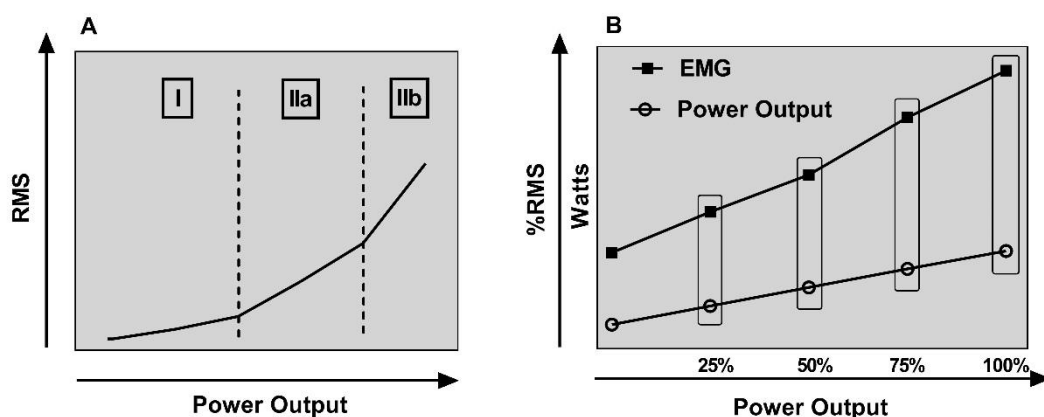 A
I
IIa
IIb
RMS
Power Output
B
EMG
Power Output
%RMS
Watts
25%
50%
75%
100%
Power Output